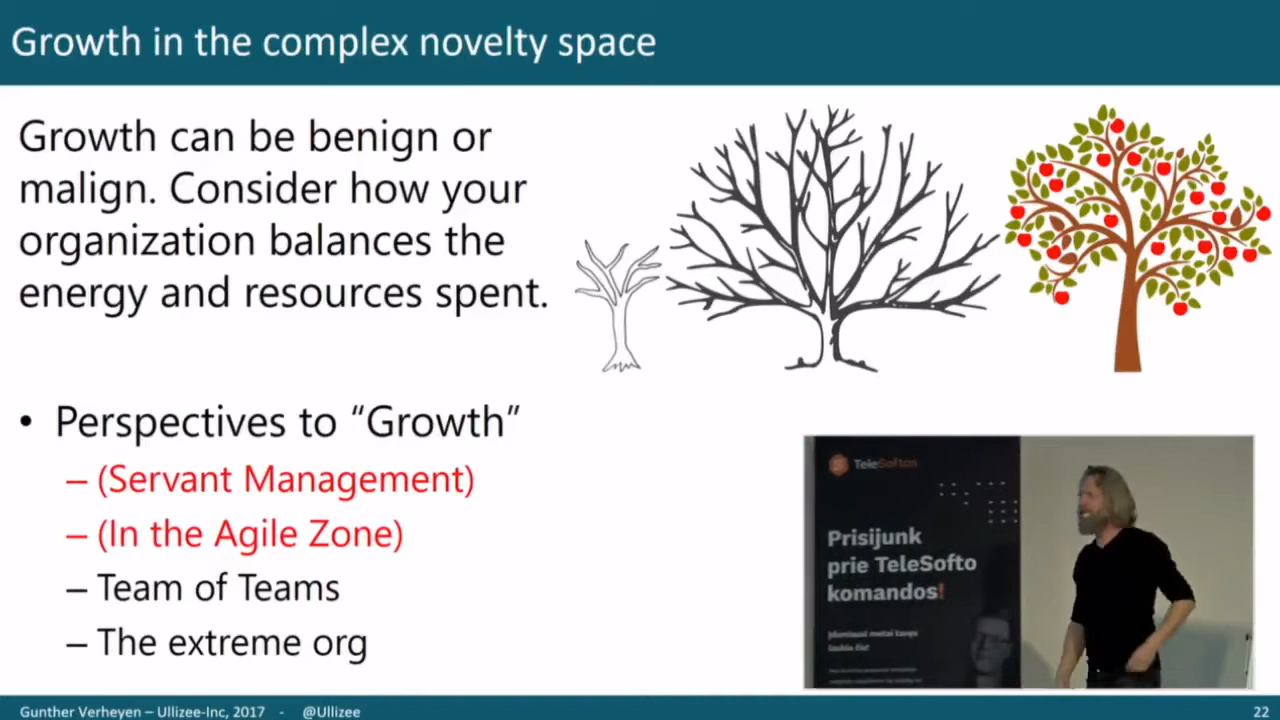 Growth in the complex novelty space
Growth can be benign or
malign. Consider how your
organization balances the
energy and resources spent.
• Perspectives to “Growth”
– (Servant Management)
– (In the Agile Zone)
– Team of Teams
– The extreme org
TeleSoftas
Prisijunk
prie TeleSofto
komandos!
Gunther Verheyen – Ullizee-Inc, 2017 - @Ullizee
22